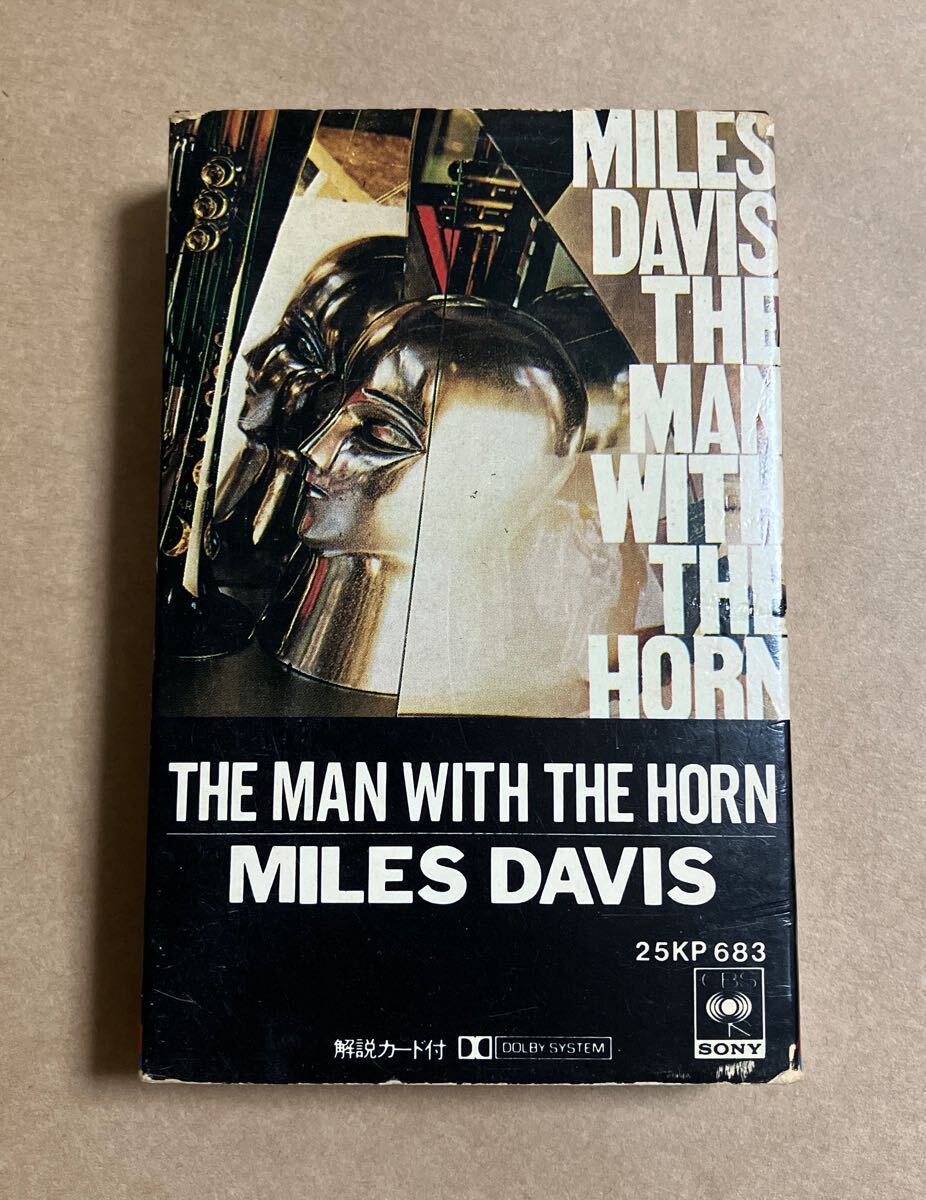 MILES
DAVIS
THE
MAN
WITH
THE
HORN
THE MAN WITH THE HORN
MILES DAVIS
25KP 683
CBS
SONY
解説カード付 DOLBY SYSTEM